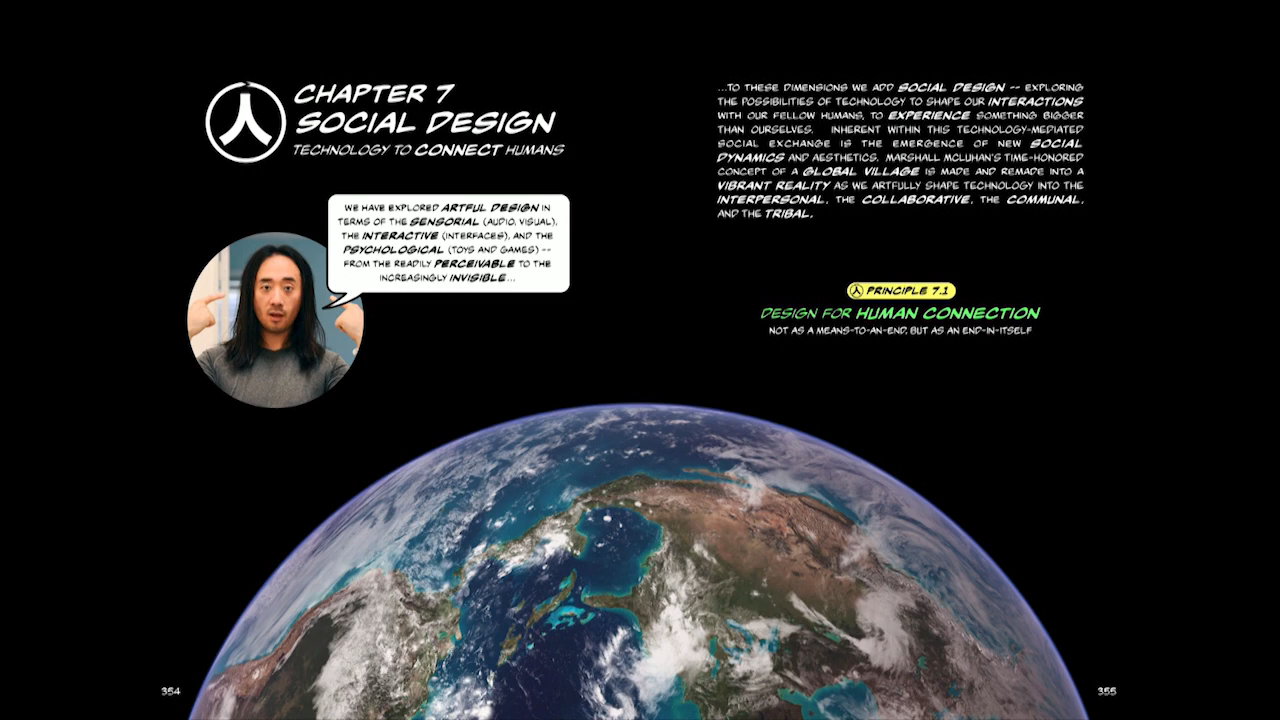 CHAPTER 7
SOCIAL DESIGN
TECHNOLOGY TO CONNECT HUMANS
WE HAVE EXPLORED ARTFUL DESIGN IN
TERMS OF THE SENSORIAL (AUDIO, VISUAL),
THE INTERACTIVE (INTERFACES), AND THE
PSYCHOLOGICAL (TOYS AND GAMES) --
FROM THE READILY PERCEIVABLE TO THE
INCREASINGLY INVISIBLE...
...TO THESE DIMENSIONS WE ADD SOCIAL DESIGN -- EXPLORING
THE POSSIBILITIES OF TECHNOLOGY TO SHAPE OUR INTERACTIONS
WITH OUR FELLOW HUMANS, TO EXPERIENCE SOMETHING BIGGER
THAN OURSELVES. INHERENT WITHIN THIS TECHNOLOGY-MEDIATED
SOCIAL EXCHANGE IS THE EMERGENCE OF NEW SOCIAL
DYNAMICS AND AESTHETICS. MARSHALL MCLUHAN'S TIME-HONORED
CONCEPT OF A GLOBAL VILLAGE IS MADE AND REMADE INTO A
VIBRANT REALITY AS WE ARTFULLY SHAPE TECHNOLOGY INTO THE
INTERPERSONAL, THE COLLABORATIVE, THE COMMUNAL,
AND THE TRIBAL.
PRINCIPLE 7.1
DESIGN FOR HUMAN CONNECTION
NOT AS A MEANS-TO-AN-END, BUT AS AN END-IN-ITSELF
354
355